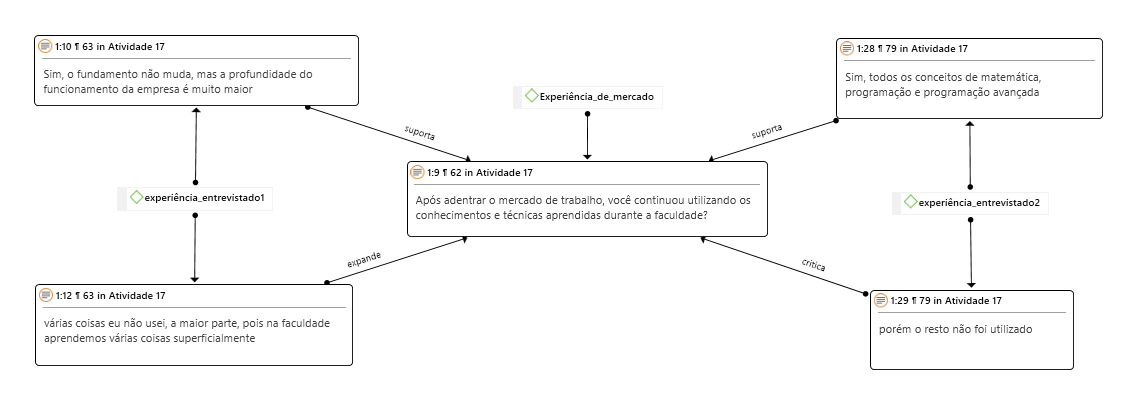 1:10 ¶ 63 in Atividade 17
Sim, o fundamento não muda, mas a profundidade do
funcionamento da empresa é muito maior
1:28 ¶ 79 in Atividade 17
Sim, todos os conceitos de matemática,
programação e programação avançada
Experiência_de_mercado
suporta
suporta
1:9 ¶ 62 in Atividade 17
Após adentrar o mercado de trabalho, você continuou utilizando os
conhecimentos e técnicas aprendidas durante a faculdade?
experiência_entrevistado1
experiência_entrevistado2
expande
crítica
1:12 ¶ 63 in Atividade 17
várias coisas eu não usei, a maior parte, pois na faculdade
aprendemos várias coisas superficialmente
1:29 ¶ 79 in Atividade 17
porém o resto não foi utilizado